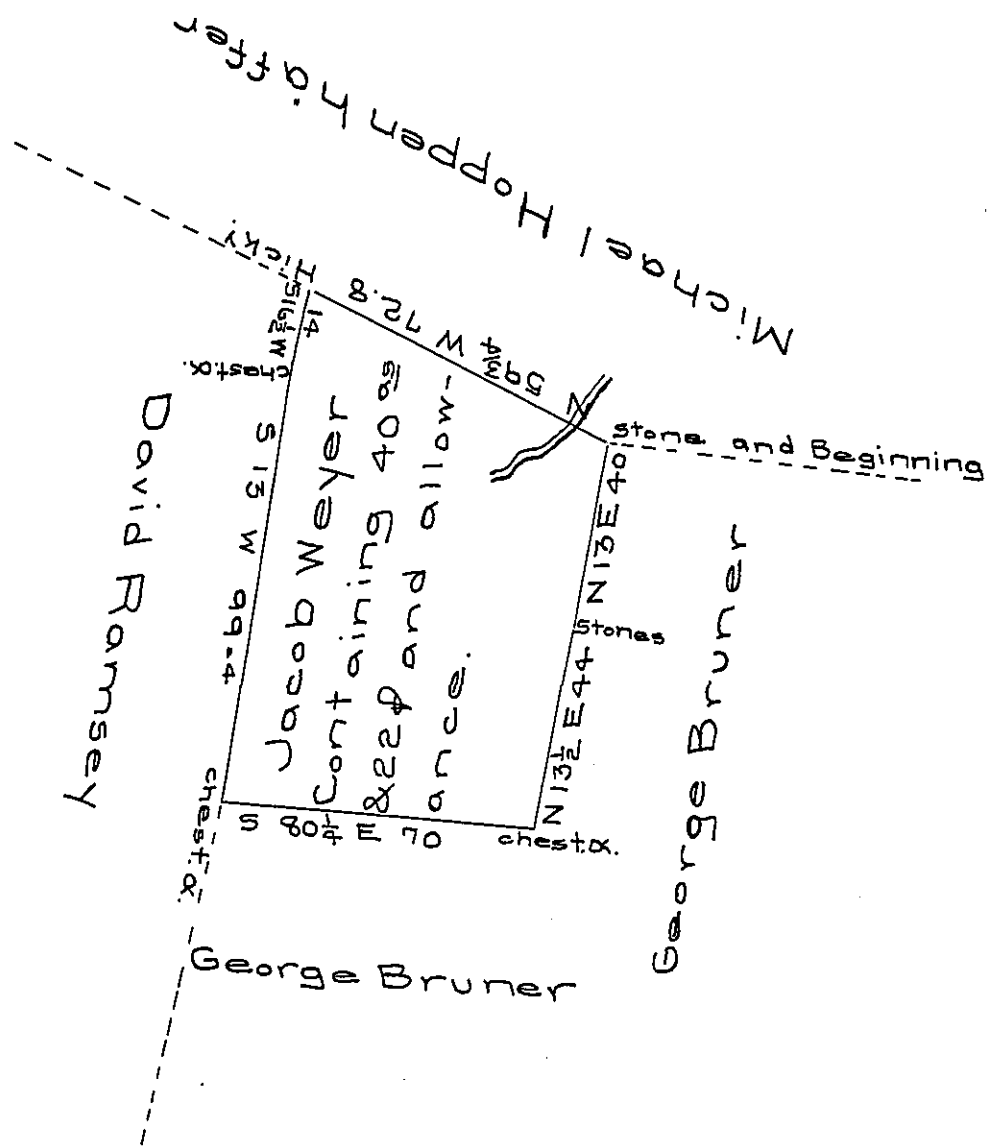 Michael Hoppenhäffer
Hicky.
59¾ W 72.8
14
S16½W
chest.α.
S 13 W 99=4
David Ramsey
Jacob Weyer
Containing 40 as
& 22 p and allow-
ance.
stone and Beginning
N 13 E 40
stones
N 13½ E 44
George Bruner
chest.α.
S 80¼ E 70
chest.α.
George Bruner